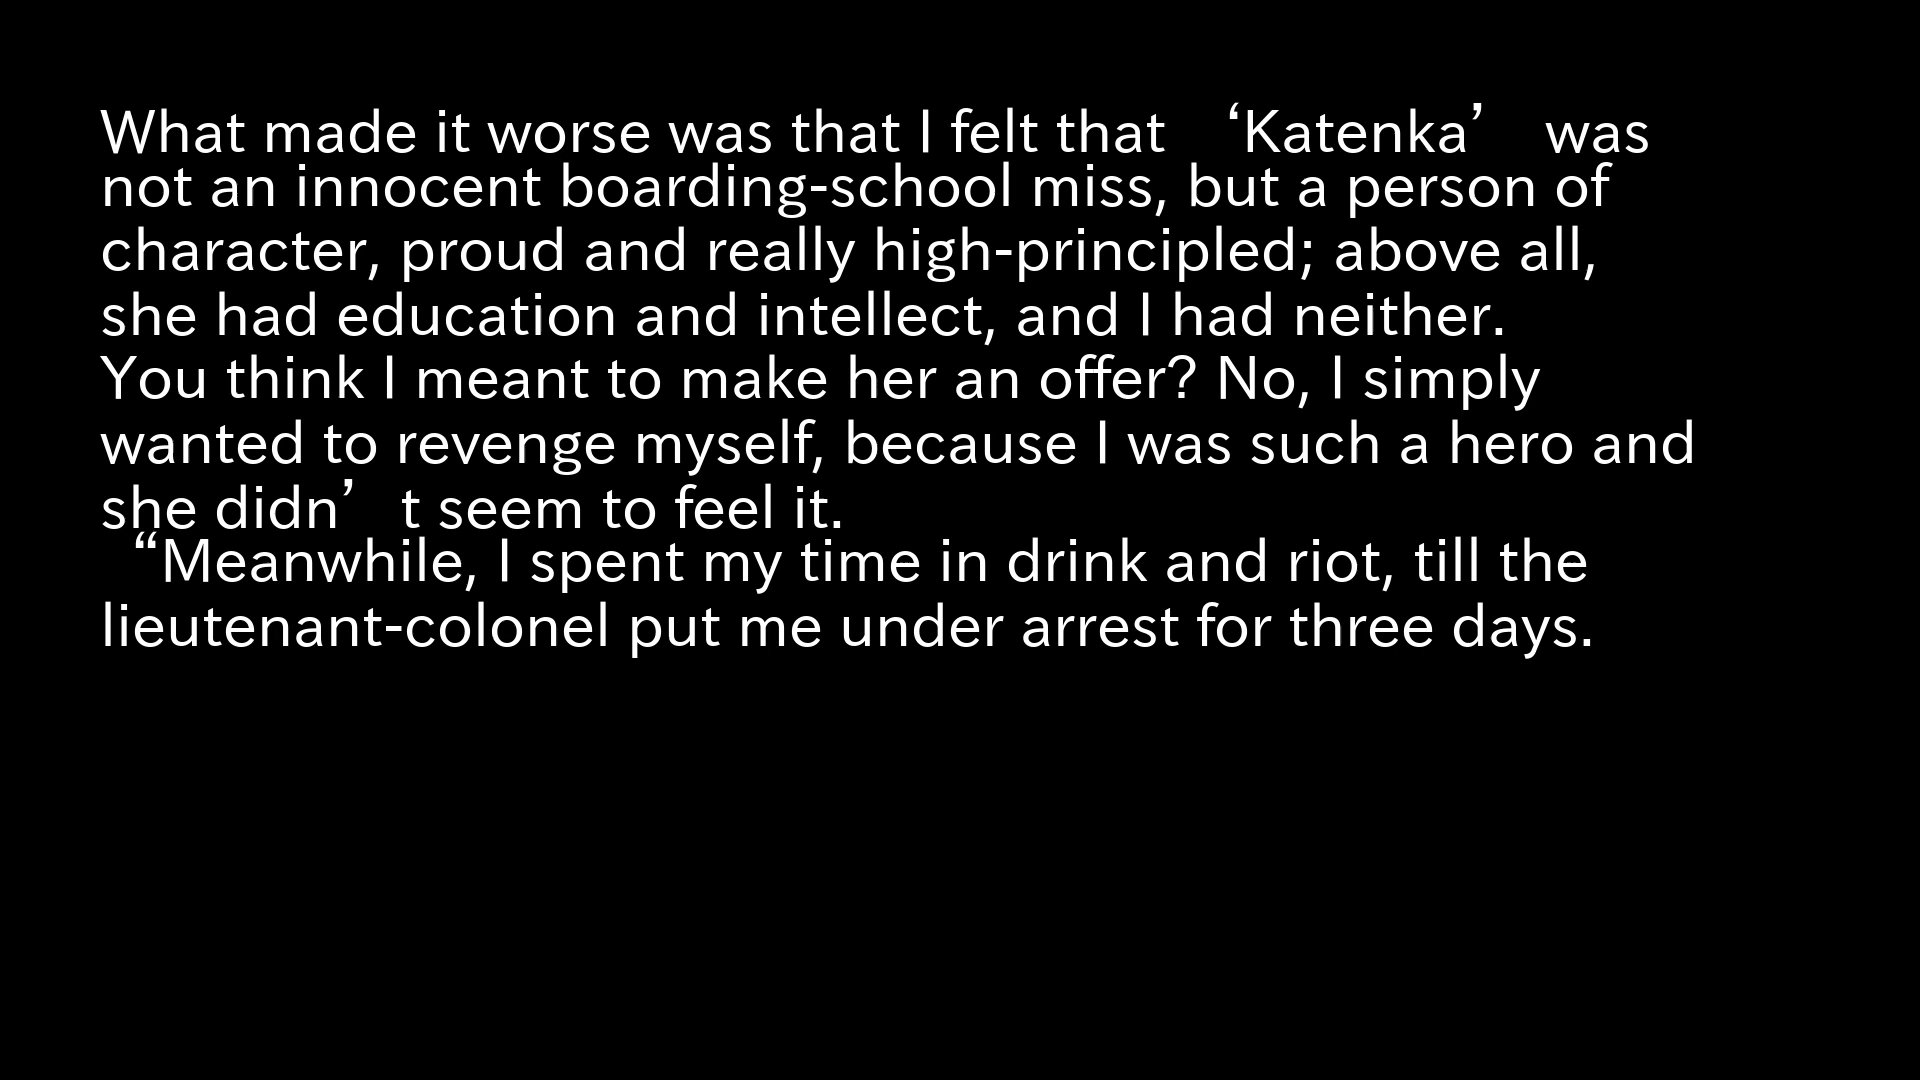 What made it worse was that I felt that ‘Katenka’ was
not an innocent boarding-school miss, but a person of
character, proud and really high-principled; above all,
she had education and intellect, and I had neither.
You think I meant to make her an offer? No, I simply
wanted to revenge myself, because I was such a hero and
she didn’t seem to feel it.
“Meanwhile, I spent my time in drink and riot, till the
lieutenant-colonel put me under arrest for three days.